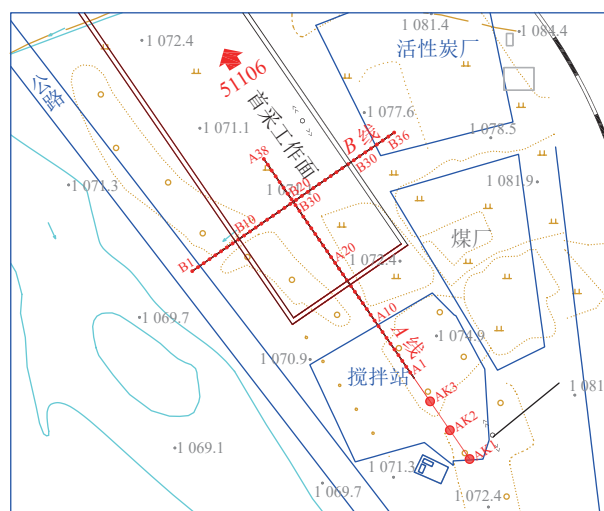 1 081.4
1 084.4
1 072.4
活性炭厂
公路
51106
首采工作面
1 077.6
1 071.1
B 线
B36
1 078.5
A38
B30
1 071.3
1 081.9
B20
B30
B10
煤厂
B1
A20
1 072.4
1 069.7
A10
A 线
1 074.9
1 070.9
搅拌站
A1
1 081
AK3
AK2
1 069.1
AK1
1 071.3
1 069.7
1 072.4